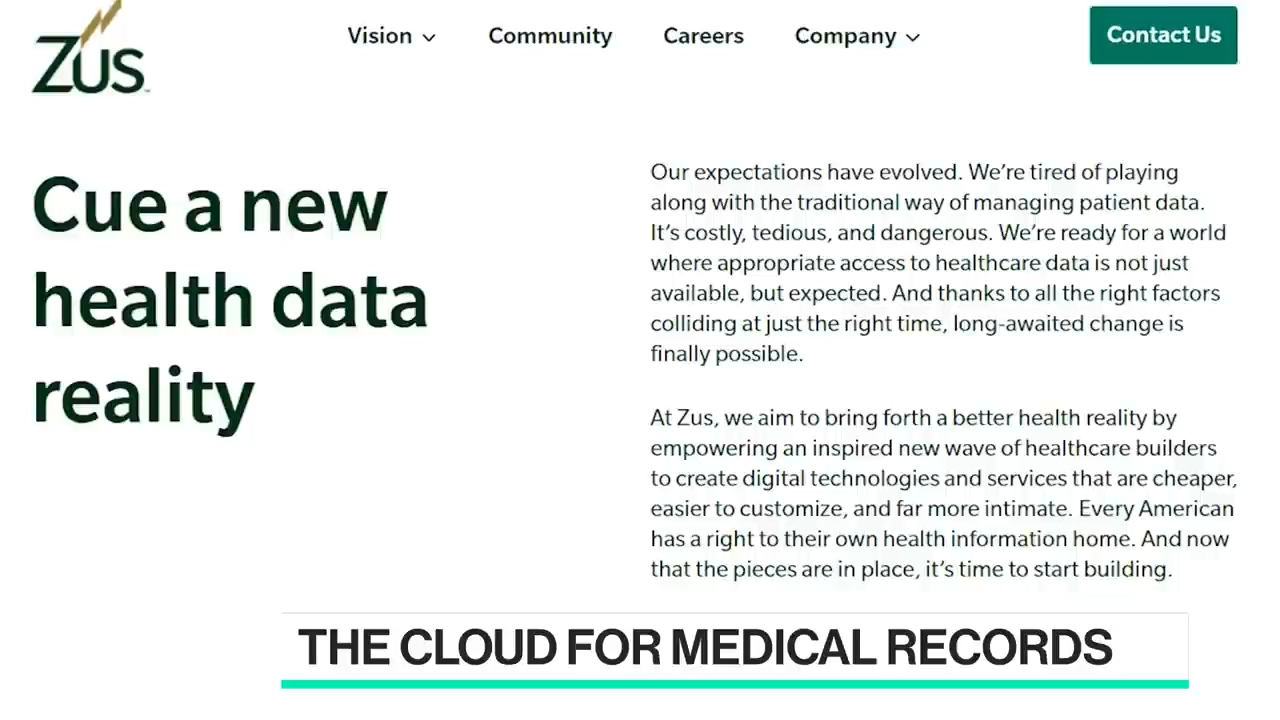 Zus
Vision
Community
Careers
Company
Contact Us
Cue a new
health data
reality
Our expectations have evolved. We're tired of playing
along with the traditional way of managing patient data.
It's costly, tedious, and dangerous. We're ready for a world
where appropriate access to healthcare data is not just
available, but expected. And thanks to all the right factors
colliding at just the right time, long-awaited change is
finally possible.
At Zus, we aim to bring forth a better health reality by
empowering an inspired new wave of healthcare builders
to create digital technologies and services that are cheaper,
easier to customize, and far more intimate. Every American
has a right to their own health information home. And now
that the pieces are in place, it's time to start building.
THE CLOUD FOR MEDICAL RECORDS